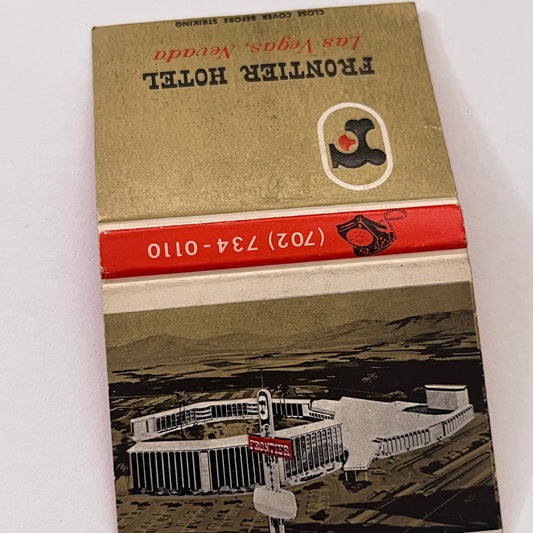 CLOSE COVER BEFORE STRIKING
FRONTIER HOTEL
Las Vegas, Nevada
(702) 734-0110
FRONTIER